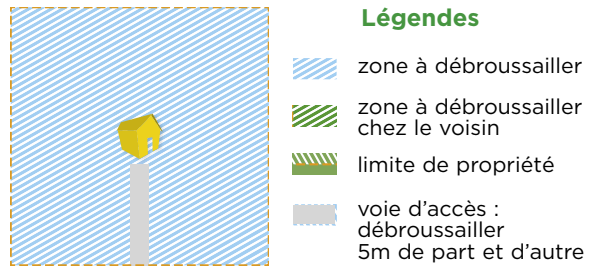 Légendes
zone à débroussailler
zone à débroussailler
chez le voisin
limite de propriété
voie d'accès :
débroussailler
5m de part et d'autre